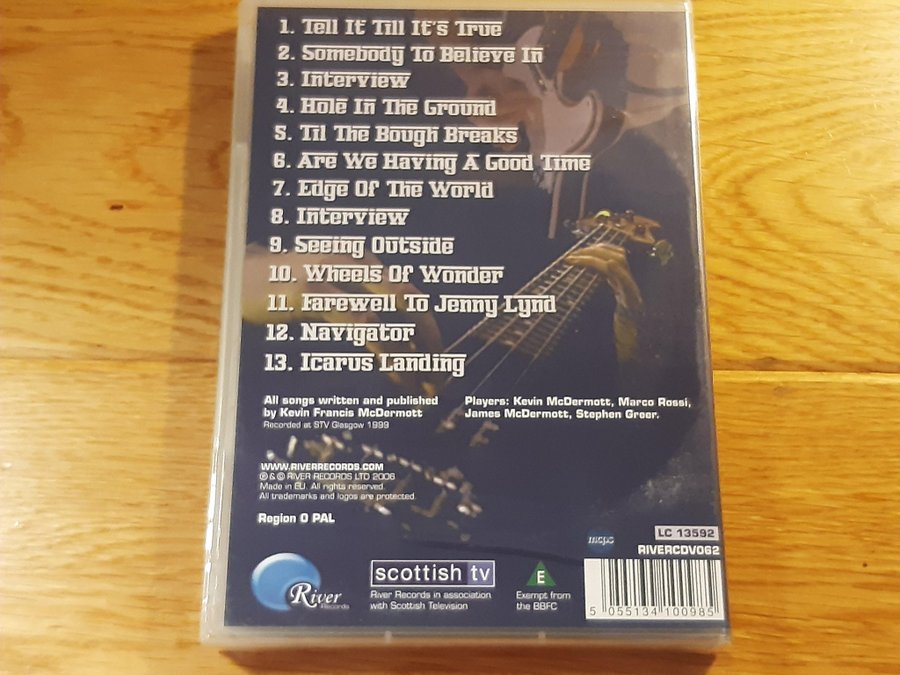 1. Tell It Till It's True
2. Somebody To Believe In
3. Interview
4. Hole In The Ground
5. Til The Bough Breaks
6. Are We Having A Good Time
7. Edge Of The World
8. Interview
9. Seeing Outside
10. Wheels Of Wonder
11. Farewell To Jenny Lynd
12. Navigator
13. Icarus Landing
All songs written and published
by Kevin Francis McDermott
Recorded at STV Glasgow 1999
Players: Kevin McDermott, Marco Rossi,
James McDermott, Stephen Greer.
WWW.RIVERRECORDS.COM
℗ & © RIVER RECORDS LTD 2006
Made in EU. All rights reserved.
All trademarks and logos are protected.
Region 0 PAL
mcps
LC 13592
RIVERCDV062
River
Records
scottish tv
River Records in association
with Scottish Television
E
Exempt from
the BBFC
5 055134 100985